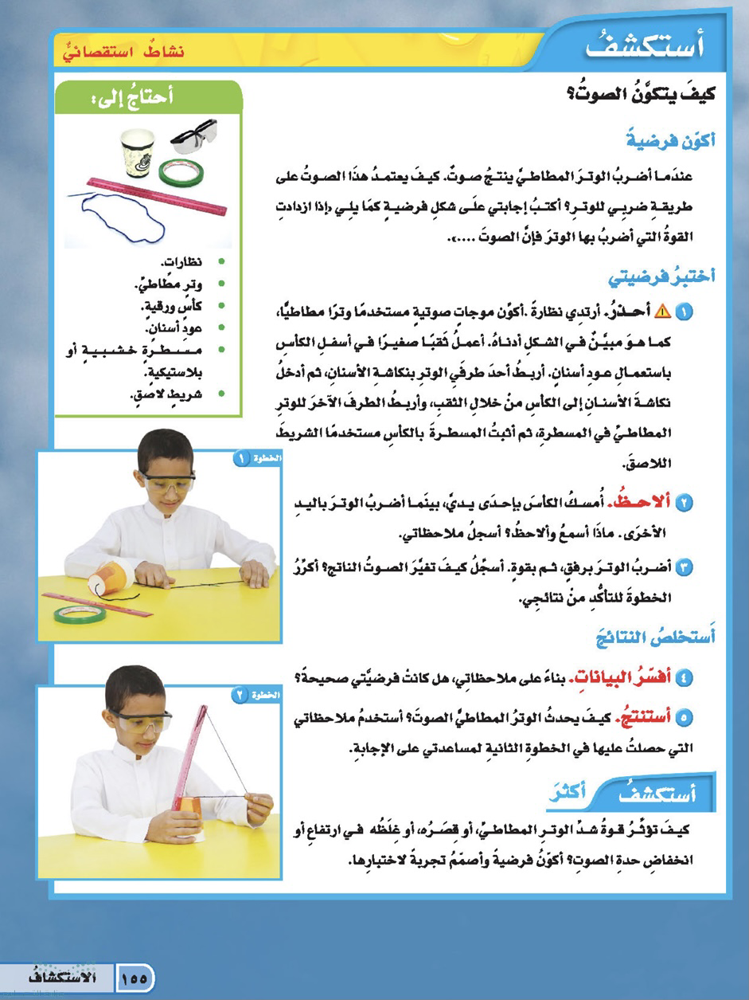 أستكشفُ
نشاطٌ استقصائيٌّ
كيفَ يتكوَّنُ الصوتُ؟
أكوّن فرضيةً
عندَما أضربُ الوترَ المطاطيَّ ينتجُ صوتٌ. كيفَ يعتمدُ هذَا الصوتُ على
طريقةِ ضربِي للوترِ؟ أكتبُ إجابتي علَى شكلِ فرضيةٍ كمَا يلِي «إذا ازدادتِ
القوةُ التي أضربُ بها الوترَ فإنَّ الصوتَ ....».
أختبرُ فرضيتي
١ أحـذرُ. أرتدِي نظارةً .أكوّن موجاتٍ صوتيةٍ مستخدمًا وترًا مطاطيًّا،
كما هوَ مبيَّنٌ في الشكلِ أدناهُ. أعملُ ثقبًا صغيرًا في أسفلِ الكأسِ
باستعمالِ عودِ أسنانٍ. أربطُ أحدَ طرفَيِ الوترِ بنكاشةِ الأسنانِ، ثم أدخلُ
نكاشةَ الأسنانِ إلى الكأسِ منْ خلالِ الثقبِ، وأربطُ الطرفَ الآخرَ للوترِ
المطاطيِّ في المسطرةِ، ثم أثبتُ المسطرةَ بالكأسِ مستخدمًا الشريطَ
اللاصقَ.
٢ ألاحـظُ. أُمسكُ الكأسَ بإحدَى يديَّ، بينَما أضربُ الوترَ باليدِ
الأخرَى. ماذَا أسمعُ وألاحظُ؟ أسجلُ ملاحظاتي.
٣ أضربُ الوترَ برفقٍ، ثم بقوةٍ. أسجِّلُ كيفَ تغيَّرَ الصوتُ الناتج؟ أكرِّرُ
الخطوةَ للتأكُّدِ منْ نتائجِي.
أَستخلصُ النتائجَ
٤ أفسّرُ البياناتِ. بناءً على ملاحظاتِي، هل كانتْ فرضيَّتي صحيحةً؟
٥ أستنتجُ. كيفَ يحدثُ الوترُ المطاطيُّ الصوتَ؟ أستخدمُ ملاحظاتي
التي حصلتُ عليها في الخطوةِ الثانيةِ لمساعدتي على الإجابةِ.
أستكشفُ أكثرَ
كيفَ تؤثِّرُ قوةُ شدِّ الوترِ المطاطيِّ، أو قِصَرُه، أو غِلَظُه في ارتفاعِ أو
انخفاضِ حدةِ الصوتِ؟ أكوّنُ فرضيةً وأصمّمُ تجربةً لاختبارِها.
أحتاجُ إلى:
• نظاراتٍ.
• وترٍ مطاطيٍّ.
• كأسٍ ورقيةٍ.
• عودِ أسنانٍ.
• مسطرةٍ خشبيةٍ أو
بلاستيكيةٍ.
• شريطٍ لاصقٍ.
الخطوة ١
الخطوة ٢
١٥٥ الاستكشافُ